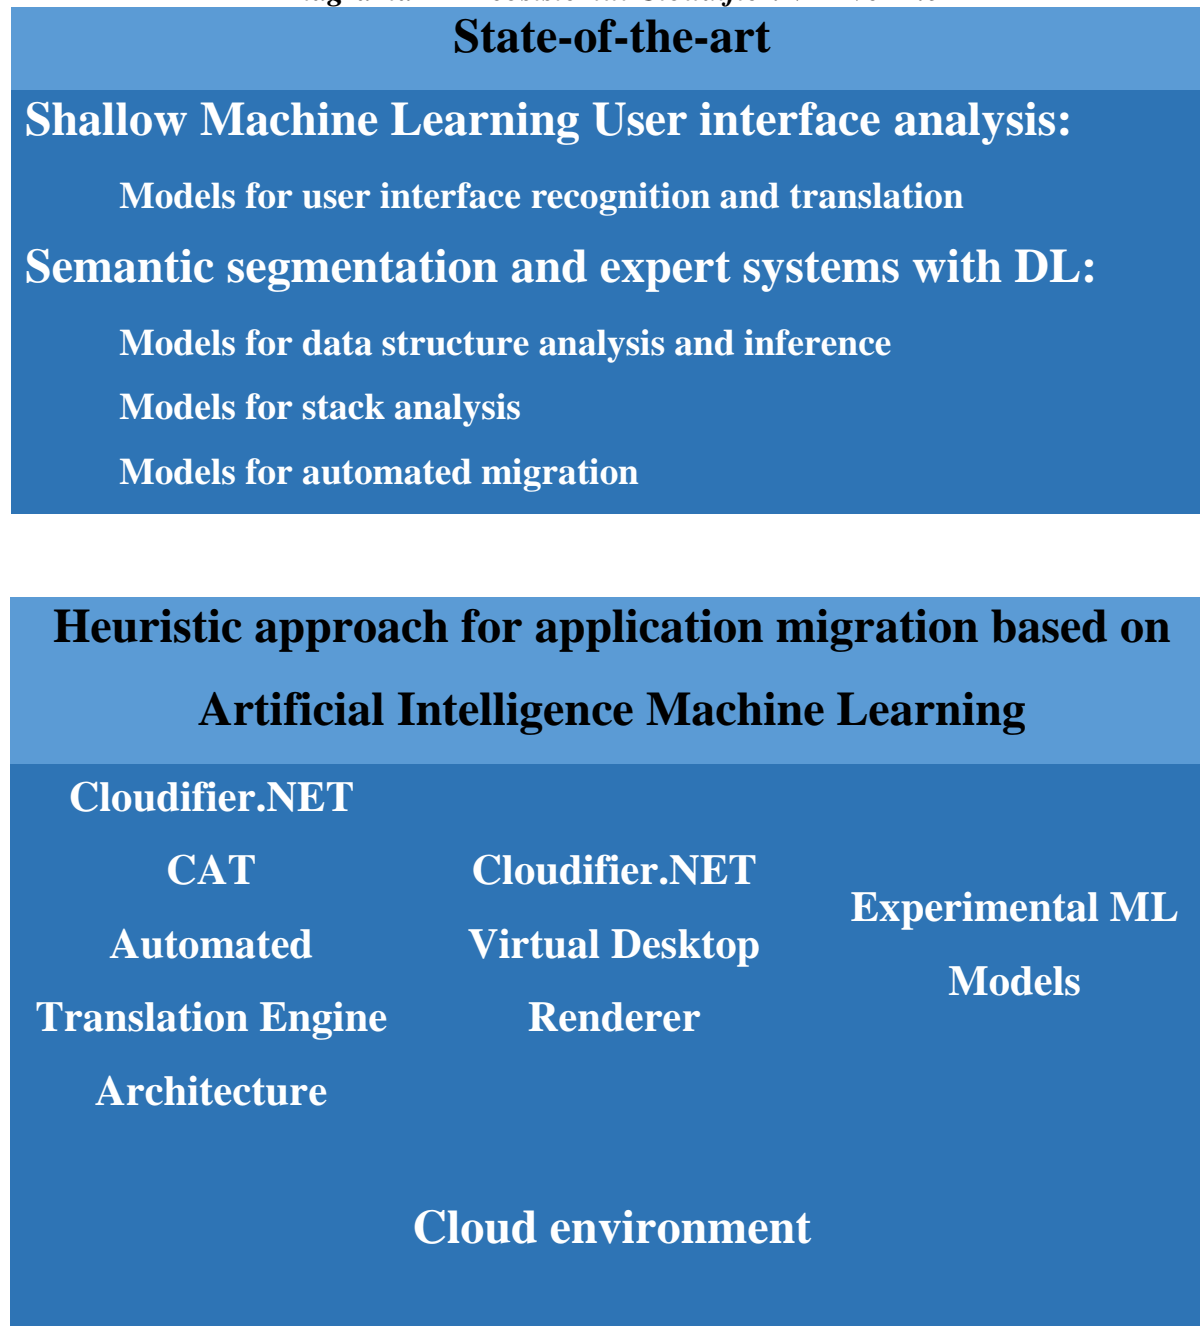 State-of-the-art
Shallow Machine Learning User interface analysis:
Models for user interface recognition and translation
Semantic segmentation and expert systems with DL:
Models for data structure analysis and inference
Models for stack analysis
Models for automated migration
Heuristic approach for application migration based on
Artificial Intelligence Machine Learning
Cloudifier.NET
CAT
Automated
Translation Engine
Architecture
Cloudifier.NET
Virtual Desktop
Renderer
Experimental ML
Models
Cloud environment